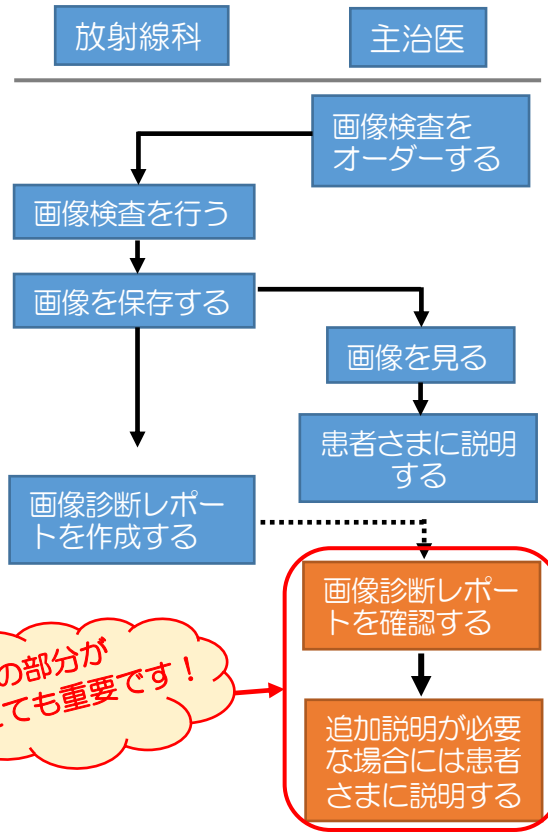 放射線科
主治医
画像検査を
オーダーする
画像検査を行う
画像を保存する
画像を見る
患者さまに説明
する
画像診断レポー
トを作成する
画像診断レポー
トを確認する
の部分が
ても重要です！
追加説明が必要
な場合には患者
さまに説明する